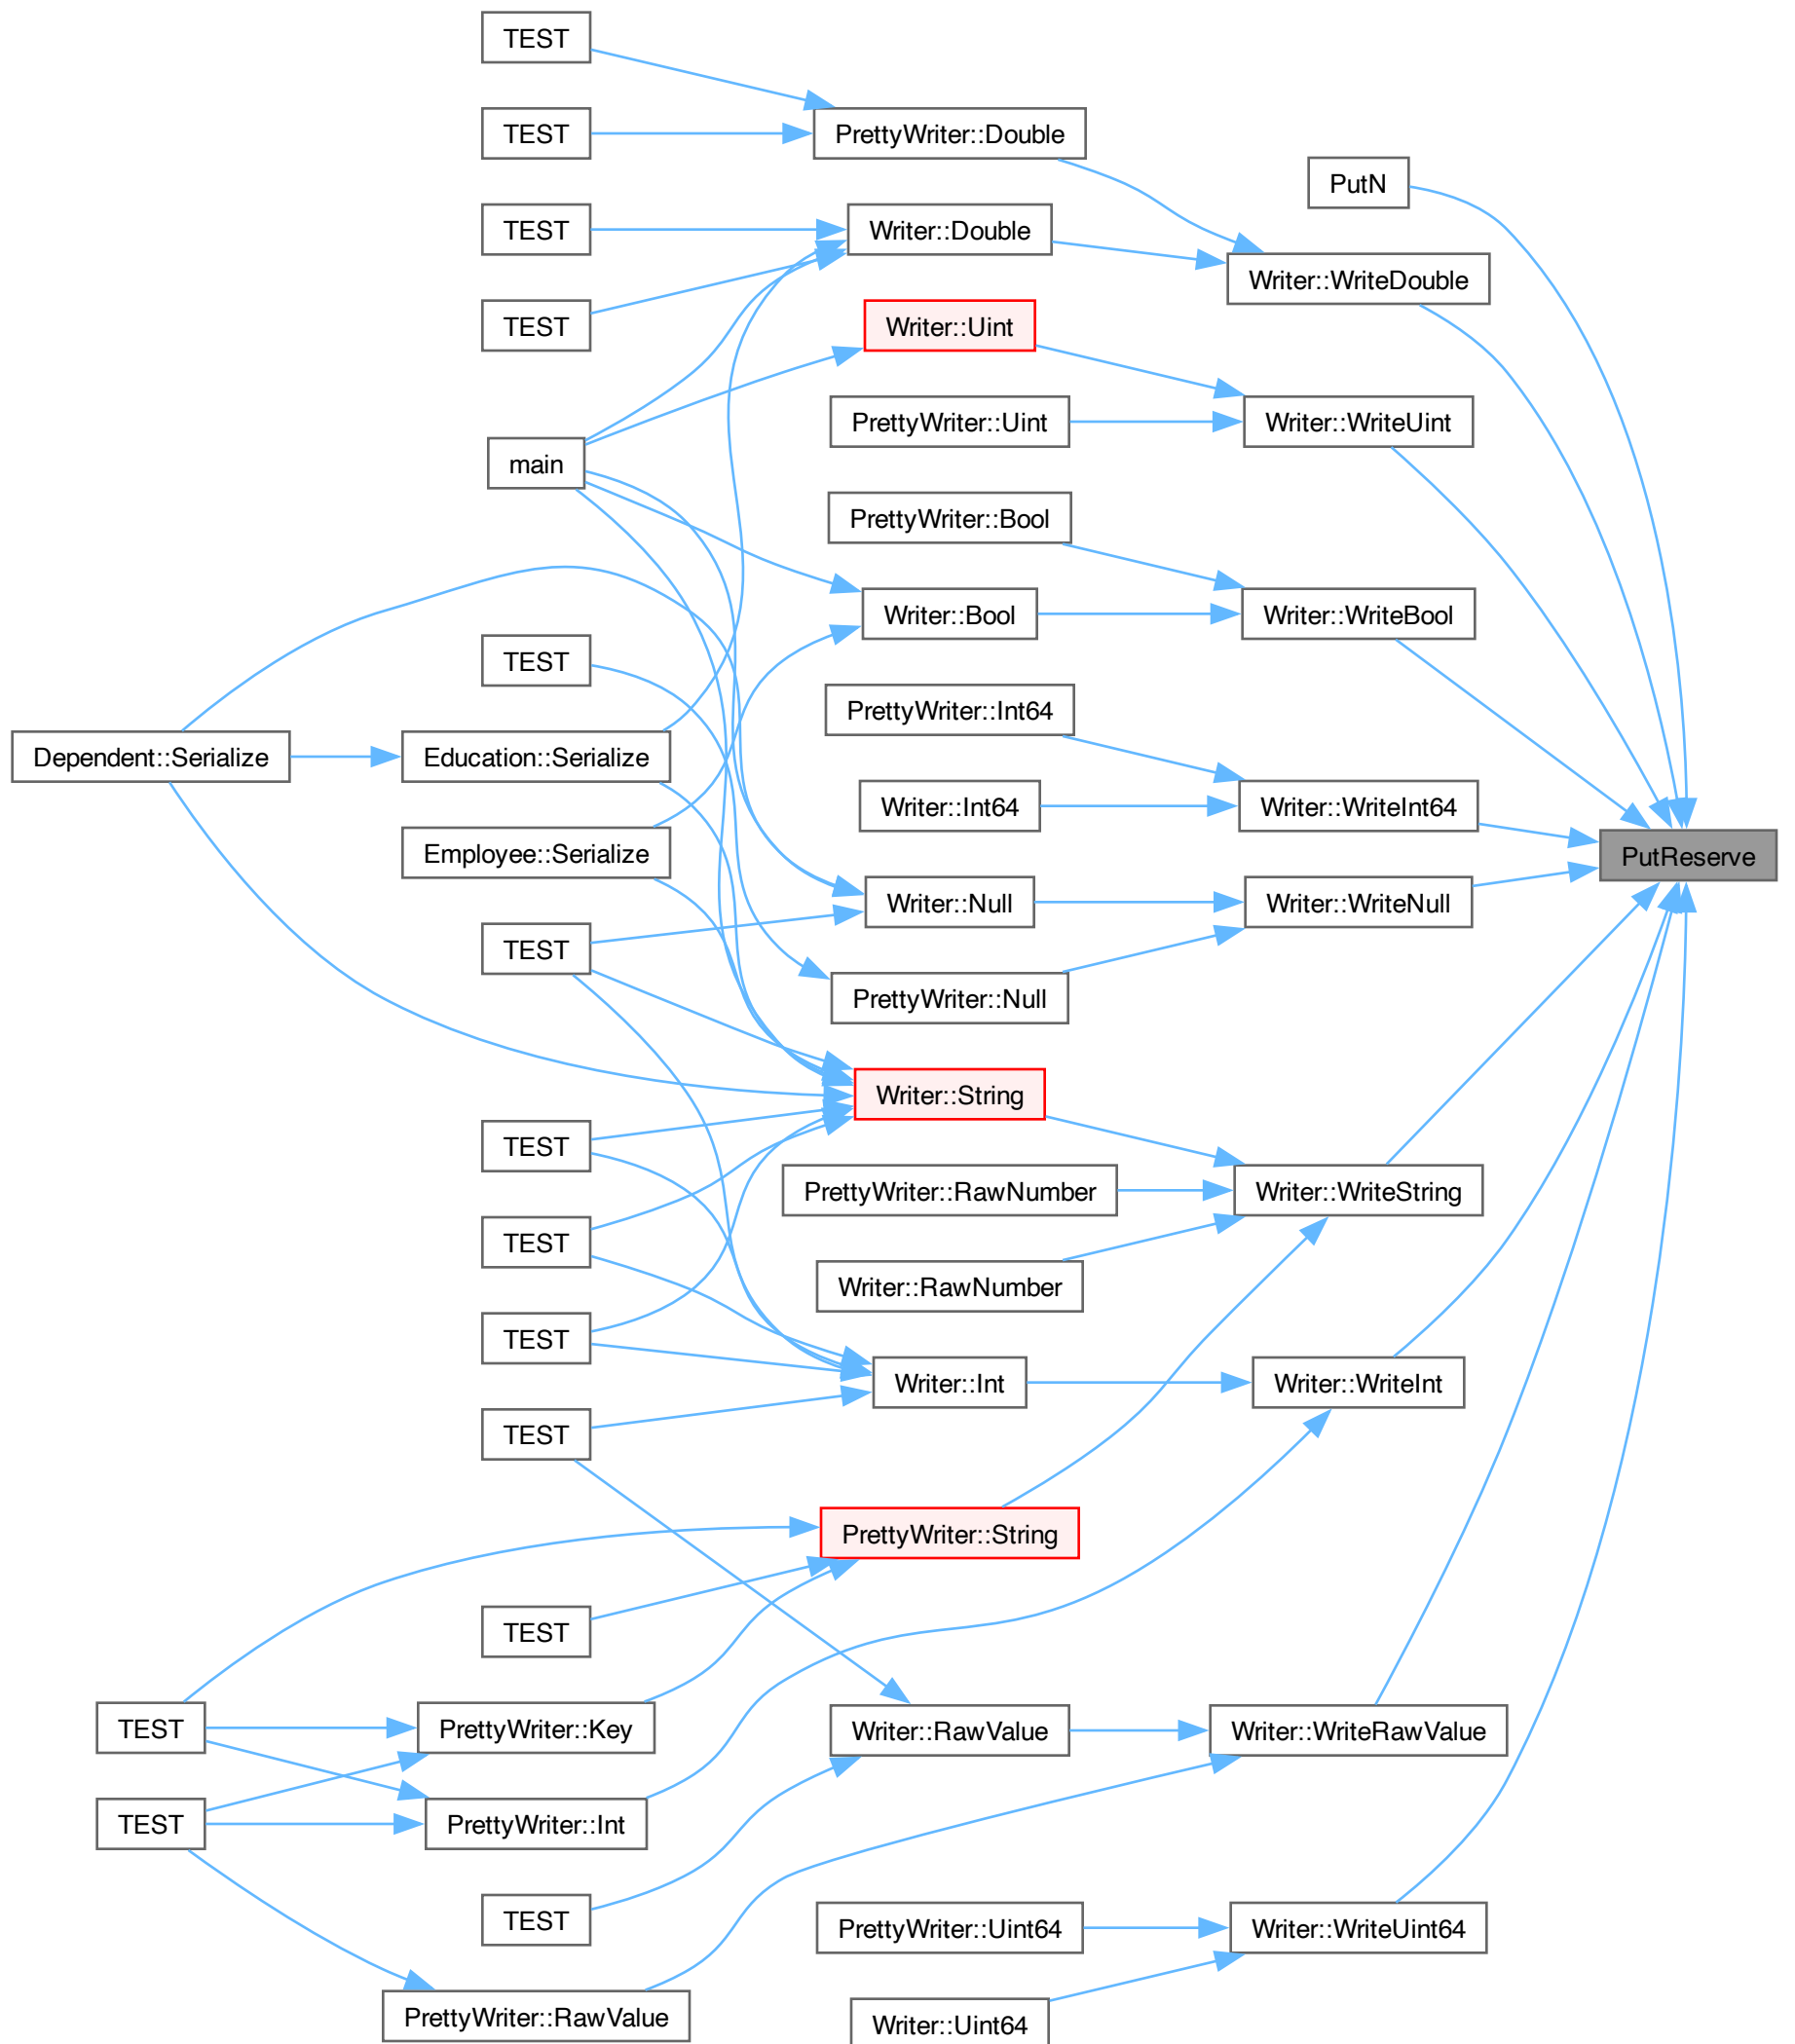 TEST
TEST
PrettyWriter::Double
PutN
TEST
Writer::Double
Writer::WriteDouble
TEST
Writer::Uint
PrettyWriter::Uint
Writer::WriteUint
main
PrettyWriter::Bool
Writer::Bool
Writer::WriteBool
TEST
PrettyWriter::Int64
Dependent::Serialize
Education::Serialize
Writer::Int64
Writer::WriteInt64
Employee::Serialize
PutReserve
Writer::Null
Writer::WriteNull
TEST
PrettyWriter::Null
Writer::String
TEST
PrettyWriter::RawNumber
Writer::WriteString
TEST
Writer::RawNumber
TEST
Writer::Int
Writer::WriteInt
TEST
PrettyWriter::String
TEST
TEST
PrettyWriter::Key
Writer::RawValue
Writer::WriteRawValue
TEST
PrettyWriter::Int
TEST
PrettyWriter::Uint64
Writer::WriteUint64
PrettyWriter::RawValue
Writer::Uint64